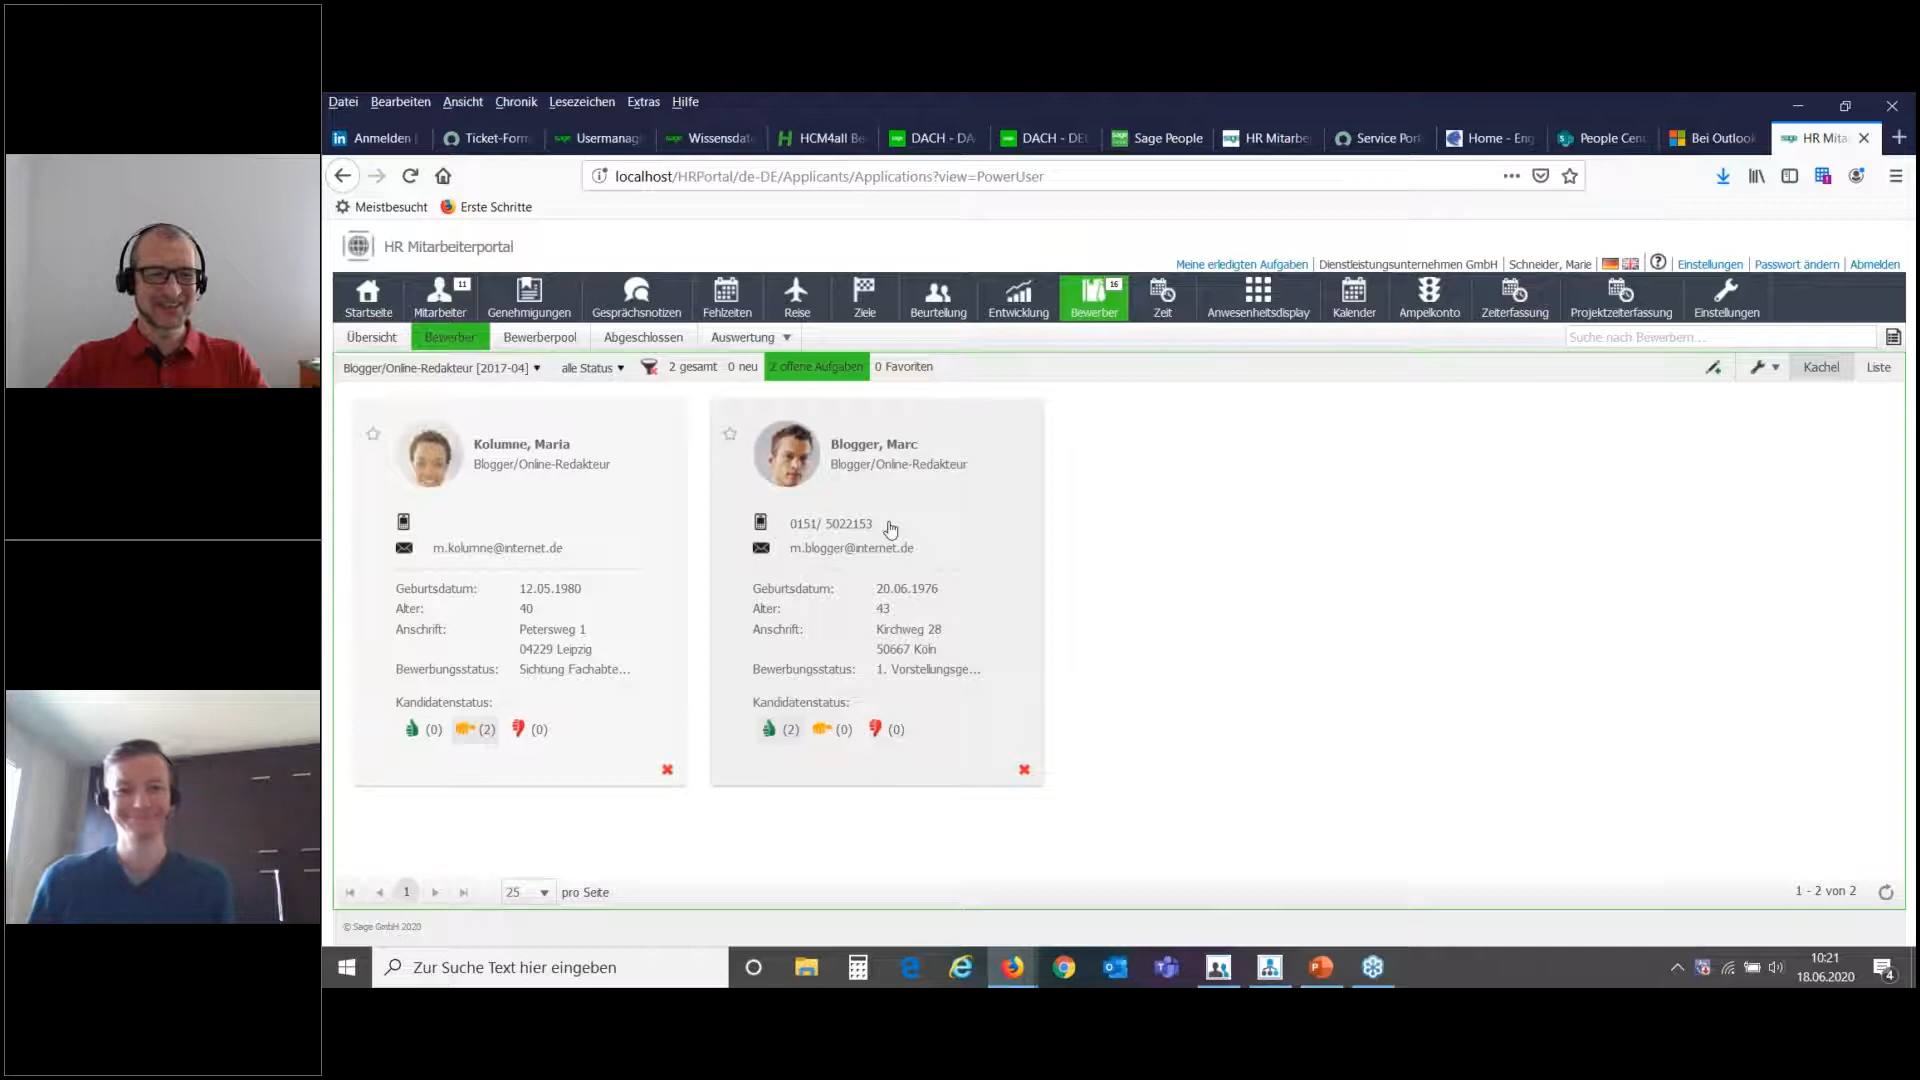 Datei Bearbeiten Ansicht Chronik Lesezeichen Extras Hilfe
in Anmelden Ticket-Form Usermanag Wissensdat HCM4all Be DACH - DA DACH - DE Sage People HR Mitarbe Service Port Home - Eng People Cent Bei Outlook HR Mita
localhost/HRPortal/de-DE/Applicants/Applications?view=PowerUser
Meistbesucht Erste Schritte
HR Mitarbeiterportal
Meine erledigten Aufgaben Dienstleistungsunternehmen GmbH Schneider, Marie Einstellungen Passwort ändern Abmelden
11 16
Startseite Mitarbeiter Genehmigungen Gesprächsnotizen Fehlzeiten Reise Ziele Beurteilung Entwicklung Bewerber Zeit Anwesenheitsdisplay Kalender Ampelkonto Zeiterfassung Projektzeiterfassung Einstellungen
Übersicht Bewerber Bewerberpool Abgeschlossen Auswertung Suche nach Bewerbern...
Blogger/Online-Redakteur [2017-04] alle Status 2 gesamt 0 neu 2 offene Aufgaben 0 Favoriten Kachel Liste
Kolumne, Maria
Blogger/Online-Redakteur
m.kolumne@internet.de
Geburtsdatum: 12.05.1980
Alter: 40
Anschrift: Petersweg 1
04229 Leipzig
Bewerbungsstatus: Sichtung Fachabte...
Kandidatenstatus:
(0) (2) (0)
Blogger, Marc
Blogger/Online-Redakteur
0151/ 5022153
m.blogger@internet.de
Geburtsdatum: 20.06.1976
Alter: 43
Anschrift: Kirchweg 28
50667 Köln
Bewerbungsstatus: 1. Vorstellungsge...
Kandidatenstatus:
(2) (0) (0)
1 25 pro Seite 1 - 2 von 2
© Sage GmbH 2020
Zur Suche Text hier eingeben
10:21
18.06.2020
4